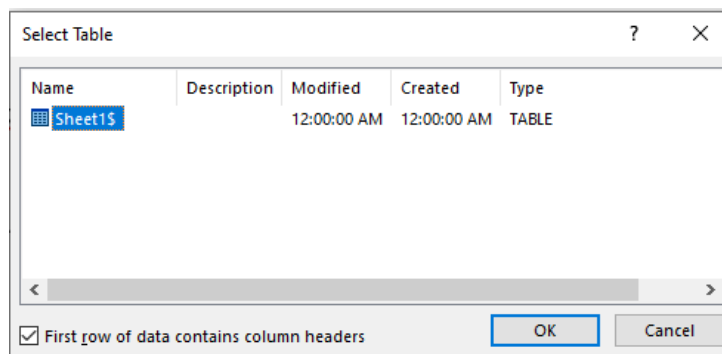 Select Table ?
Name Description Modified Created Type
Sheet1$ 12:00:00 AM 12:00:00 AM TABLE
First row of data contains column headers OK Cancel